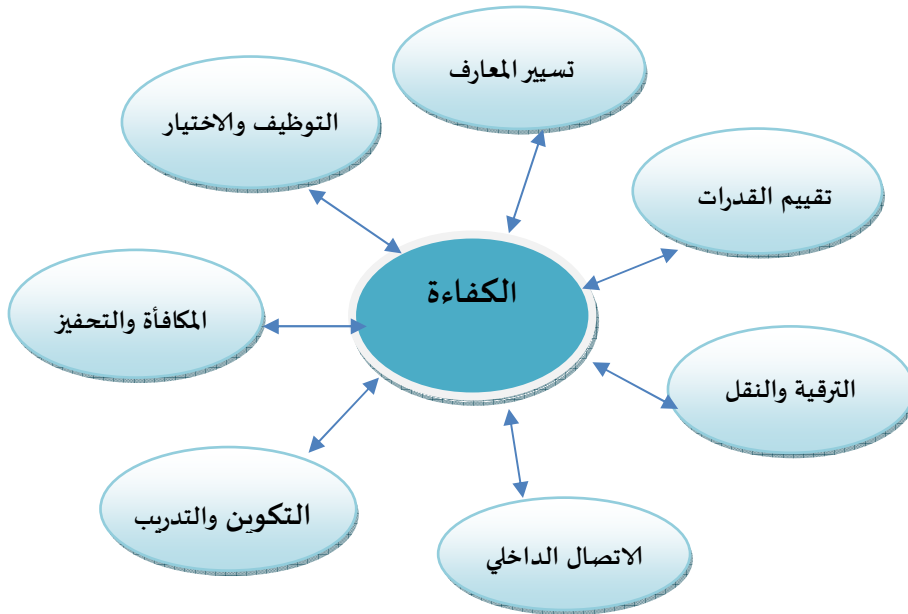 تسيير المعارف
التوظيف والاختيار
تقييم القدرات
الكفاءة
المكافأة والتحفيز
الترقية والنقل
التكوين والتدريب
الاتصال الداخلي